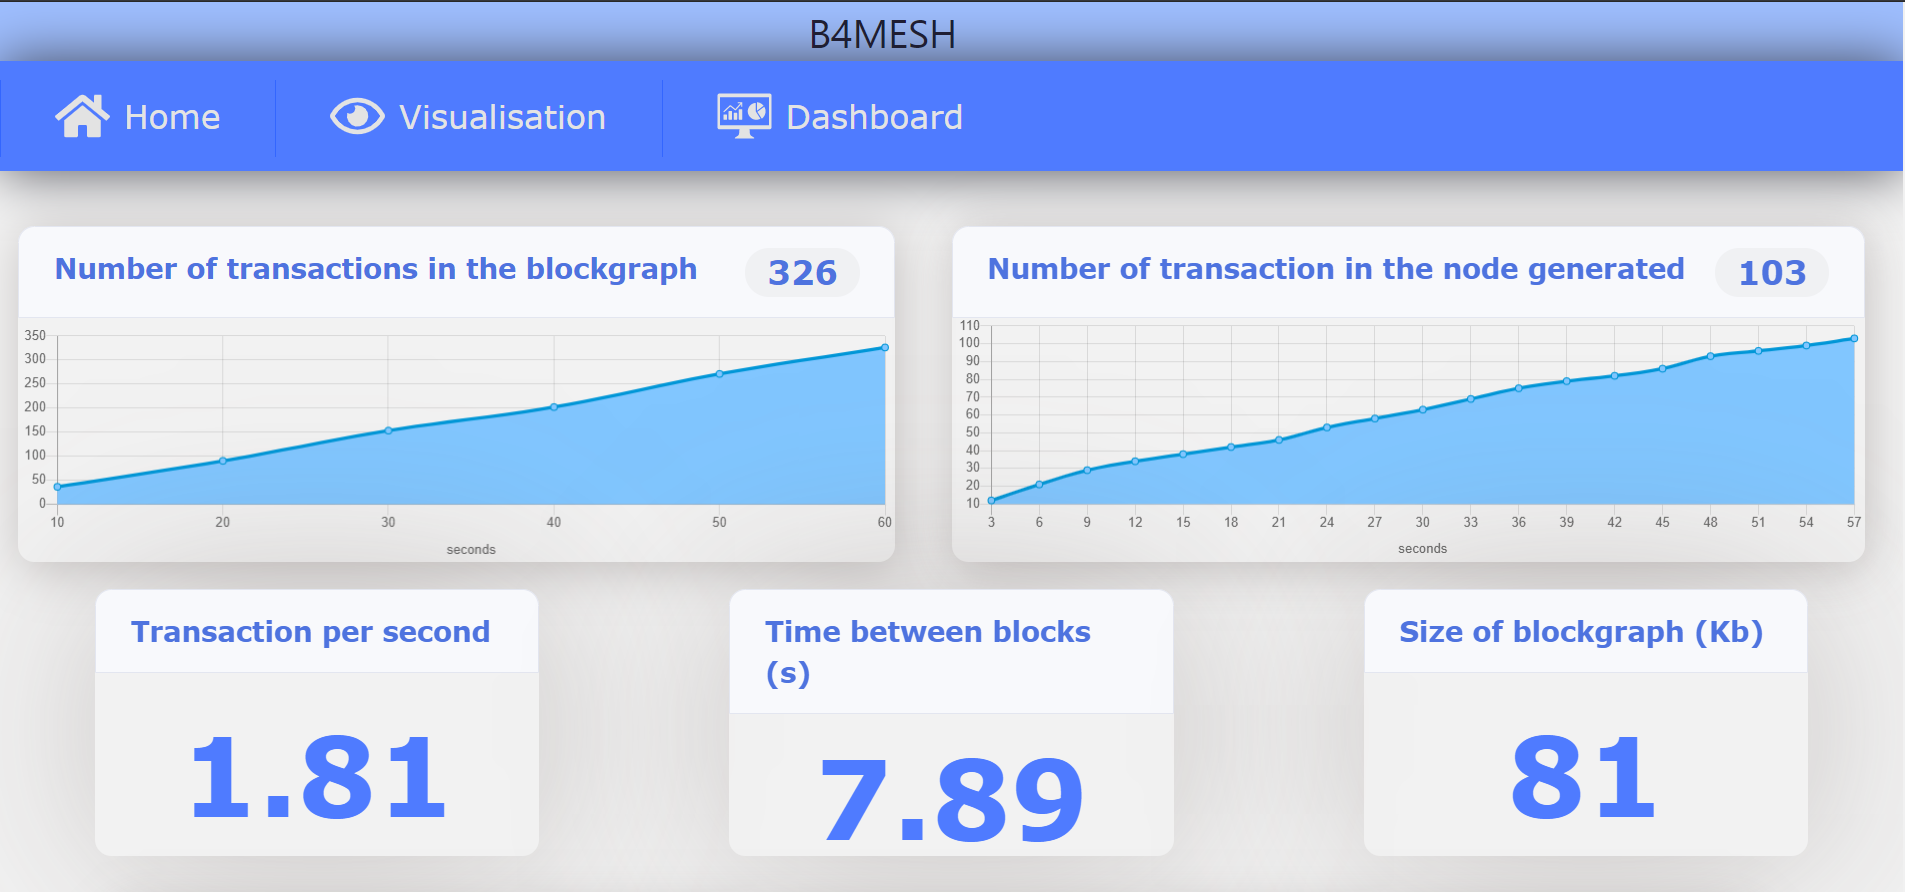 B4MESH
Home
Visualisation
Dashboard
Number of transactions in the blockgraph
326
350
300
250
200
150
100
50
0
10 20 30 40 50 60
seconds
Number of transaction in the node generated
103
110
100
90
80
70
60
50
40
30
20
10
3 6 9 12 15 18 21 24 27 30 33 36 39 42 45 48 51 54 57
seconds
Transaction per second
1.81
Time between blocks
(s)
7.89
Size of blockgraph (Kb)
81